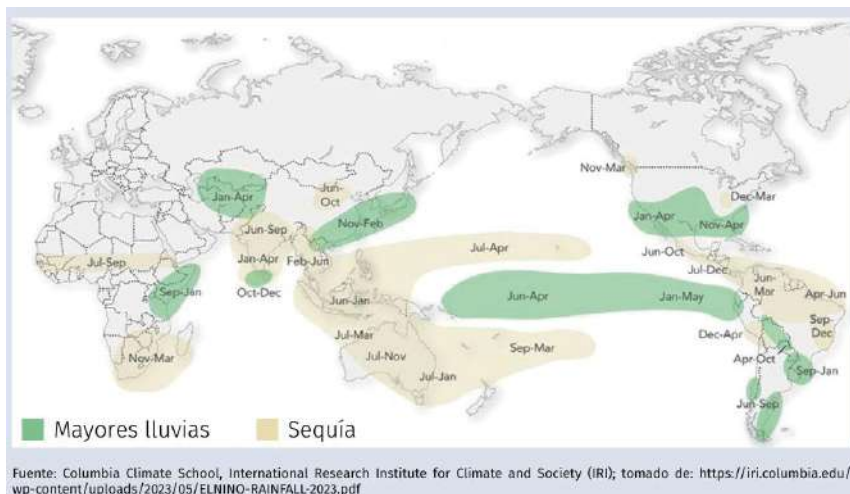 Nov-Mar
Jan-Apr
Jun-
Oct
Dec-Mar
Nov-Feb
Jan-Apr
Nov-Apr
Jun-Sep
Jul-Apr
Jun-Oct
Jul-Sep
Jan-Apr
Feb-Jun
Jul-Dec
Oct-Dec
Jun-
Mar
Sep-Jan
Jun-Jan
Jun-Apr
Jan-May
Apr-Jun
Sep-
Dec
Jul-Mar
Dec-Apr
Nov-Mar
Jul-Nov
Sep-Mar
Apr-Oct
Jul-Jan
Sep-Jan
Jun-Sep
Mayores lluvias
Sequía
Fuente: Columbia Climate School, International Research Institute for Climate and Society (IRI); tomado de: https://iri.columbia.edu/
wp-content/uploads/2023/05/ELNINO-RAINFALL-2023.pdf